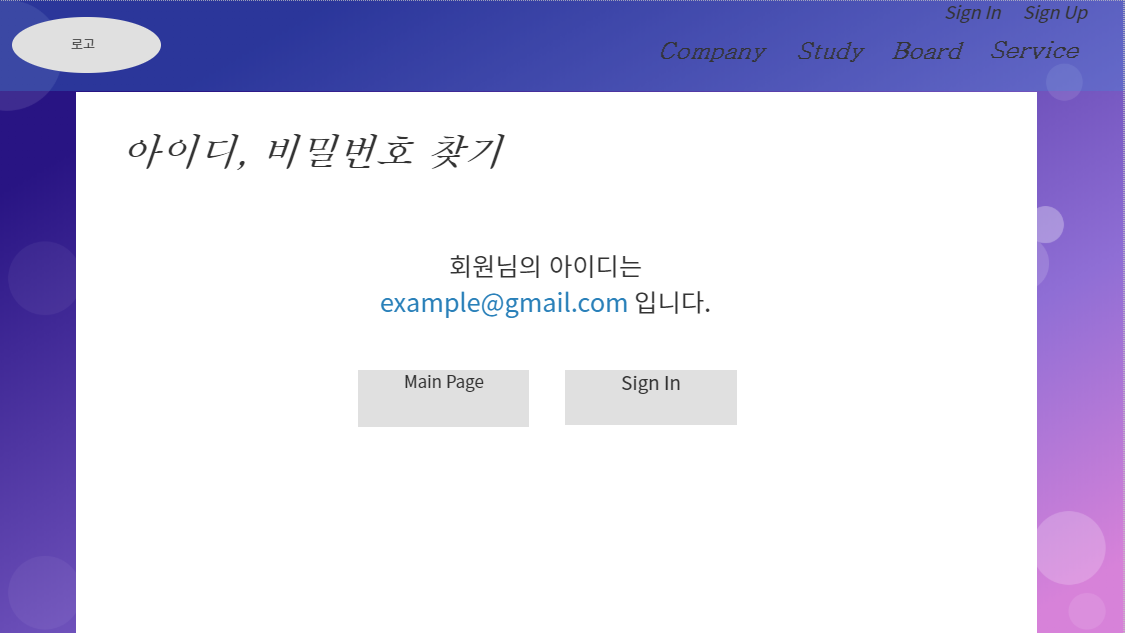 Sign In Sign Up
로고
Company Study Board Service
아이디, 비밀번호 찾기
회원님의 아이디는
example@gmail.com 입니다.
Main Page Sign In